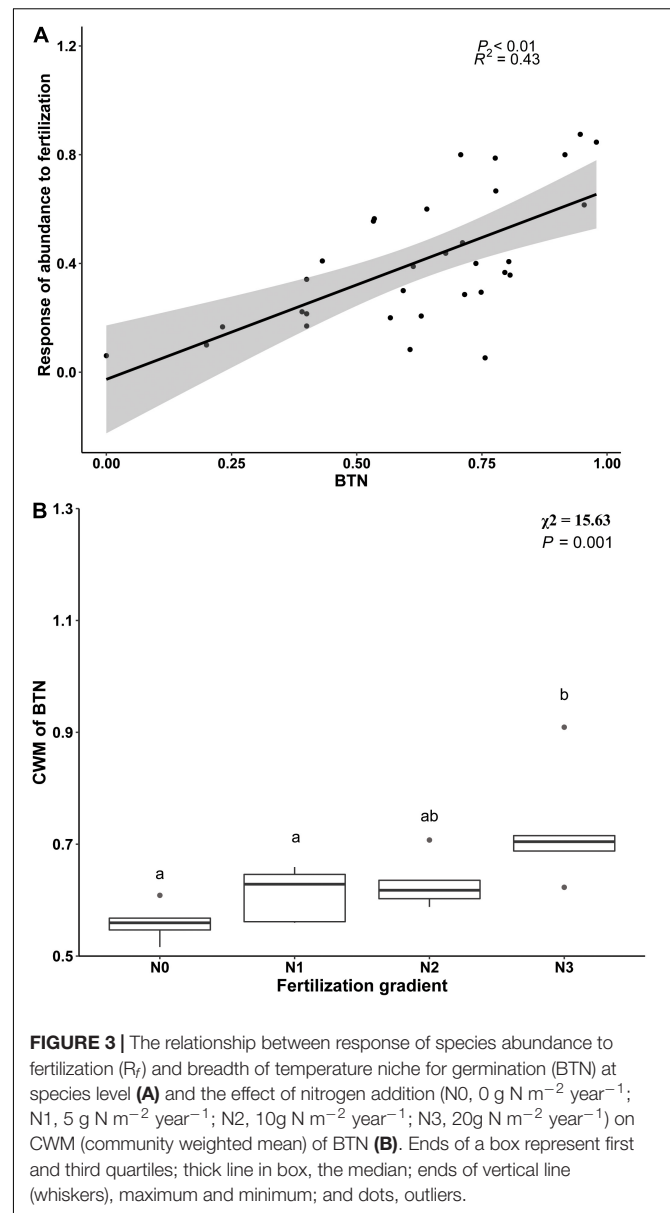 A
P < 0.01
R2 = 0.43
1.2
0.8
0.4
0.0
Response of abundance to fertilization
0.00 0.25 0.50 0.75 1.00
BTN
B
χ2 = 15.63
P = 0.001
1.3
1.1
0.9
0.7
0.5
CWM of BTN
a
a
ab
b
N0 N1 N2 N3
Fertilization gradient
FIGURE 3 | The relationship between response of species abundance to
fertilization (Rf) and breadth of temperature niche for germination (BTN) at
species level (A) and the effect of nitrogen addition (N0, 0 g N m−2 year−1;
N1, 5 g N m−2 year−1; N2, 10g N m−2 year−1; N3, 20g N m−2 year−1) on
CWM (community weighted mean) of BTN (B). Ends of a box represent first
and third quartiles; thick line in box, the median; ends of vertical line
(whiskers), maximum and minimum; and dots, outliers.